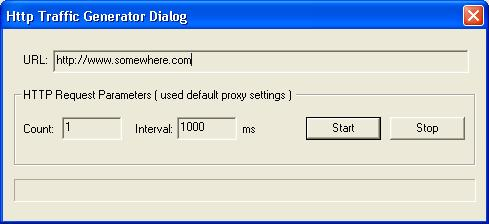 Http Traffic Generator Dialog
URL: http://www.somewhere.com
HTTP Request Parameters ( used default proxy settings )
Count: 1 Interval: 1000 ms Start Stop